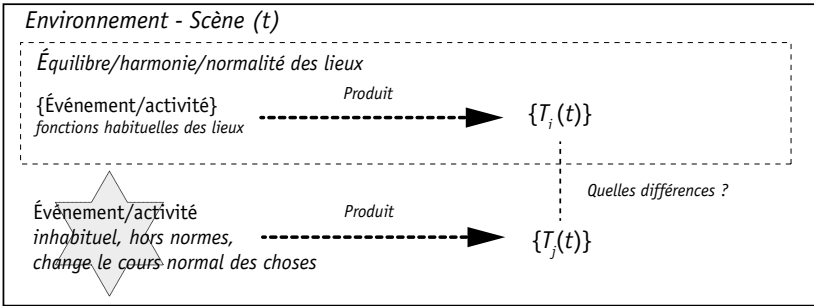 Environnement - Scène (t)
Équilibre/harmonie/normalité des lieux
{Événement/activité}
fonctions habituelles des lieux
Produit
{Ti (t)}
Quelles différences ?
Événement/activité
inhabituel, hors normes,
change le cours normal des choses
Produit
{Tj(t)}